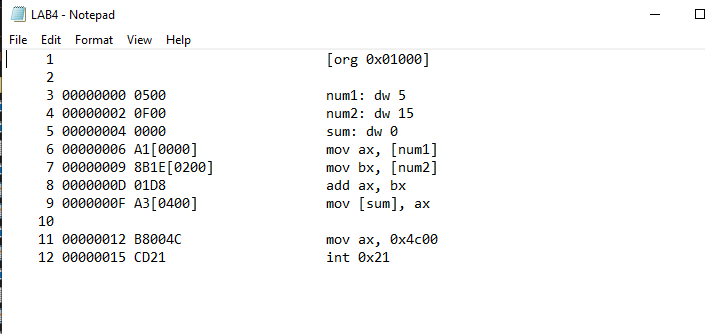 LAB4 - Notepad
File Edit Format View Help
1 [org 0x01000]
2
3 00000000 0500 num1: dw 5
4 00000002 0F00 num2: dw 15
5 00000004 0000 sum: dw 0
6 00000006 A1[0000] mov ax, [num1]
7 00000009 8B1E[0200] mov bx, [num2]
8 0000000D 01D8 add ax, bx
9 0000000F A3[0400] mov [sum], ax
10
11 00000012 B8004C mov ax, 0x4c00
12 00000015 CD21 int 0x21